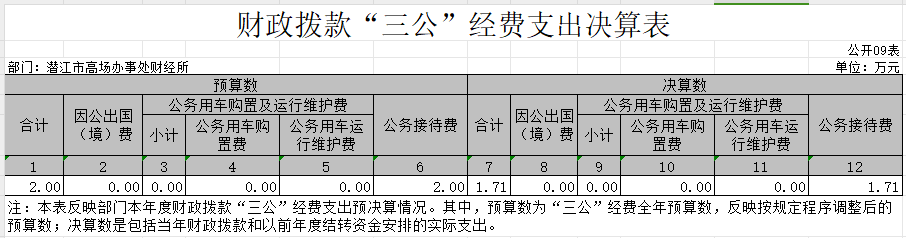 财政拨款“三公”经费支出决算表
公开09表
部门：潜江市高场办事处财经所 单位：万元
预算数 决算数
合计 因公出国（境）费 公务用车购置及运行维护费 公务接待费 合计 因公出国（境）费 公务用车购置及运行维护费 公务接待费
小计 公务用车购置费 公务用车运行维护费 小计 公务用车购置费 公务用车运行维护费
1 2 3 4 5 6 7 8 9 10 11 12
2.00 0.00 0.00 0.00 0.00 2.00 1.71 0.00 0.00 0.00 0.00 1.71
注：本表反映部门本年度财政拨款“三公”经费支出预决算情况。其中，预算数为“三公”经费全年预算数，反映按规定程序调整后的
预算数；决算数是包括当年财政拨款和以前年度结转资金安排的实际支出。